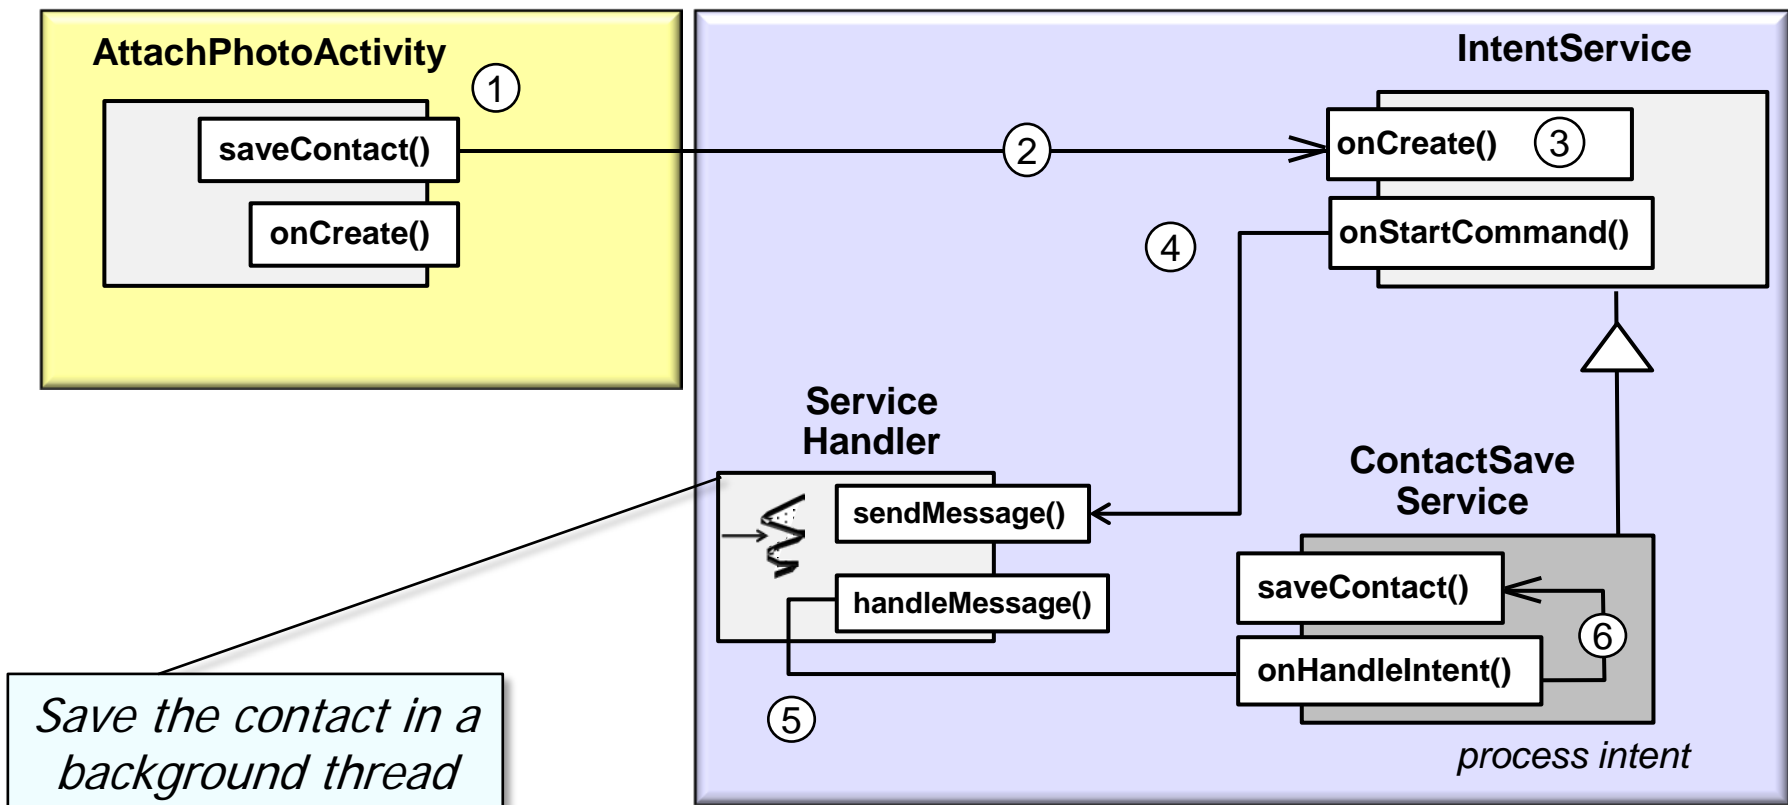 AttachPhotoActivity
1
saveContact()
onCreate()
IntentService
2
onCreate()
3
onStartCommand()
4
Service
Handler
sendMessage()
handleMessage()
5
ContactSave
Service
saveContact()
onHandleIntent()
6
process intent
Save the contact in a
background thread